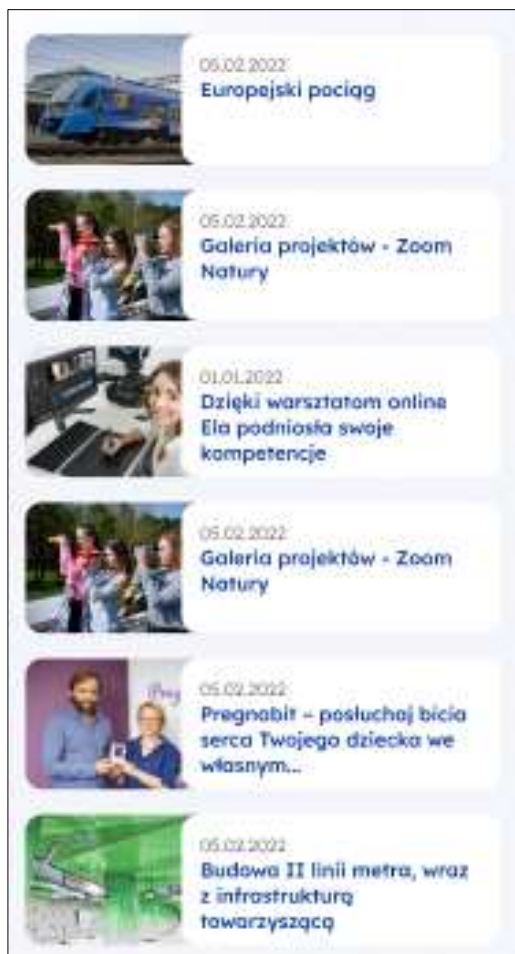 05.02.2022
Europejski pociąg
05.02.2022
Galeria projektów - Zoom
Natury
01.01.2022
Dzięki warsztatom online
Ela podniosła swoje
kompetencje
05.02.2022
Galeria projektów - Zoom
Natury
05.02.2022
Pregnabit – posłuchaj bicia
serca Twojego dziecka we
własnym...
05.02.2022
Budowa II linii metra, wraz
z infrastrukturą
towarzyszącą